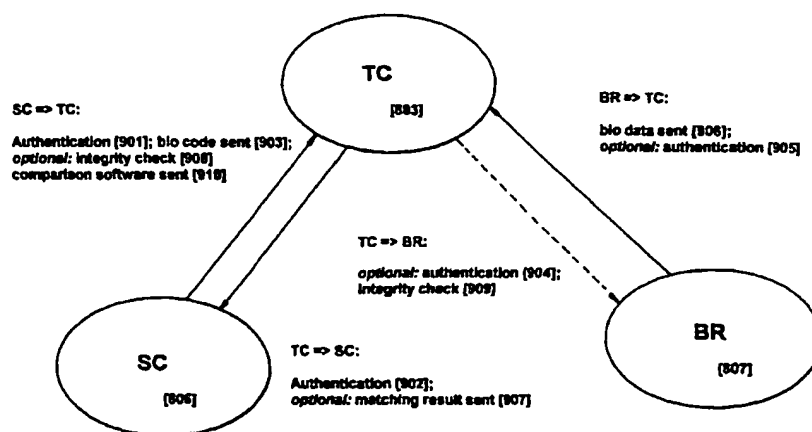 TC
[803]
SC => TC:
Authentication [901]; bio code sent [903];
optional: integrity check [908]
comparison software sent [910]
BR => TC:
bio data sent [906];
optional: authentication [905]
TC => BR:
optional: authentication [904];
integrity check [909]
SC
[806]
TC => SC:
Authentication [902];
optional: matching result sent [907]
BR
[807]